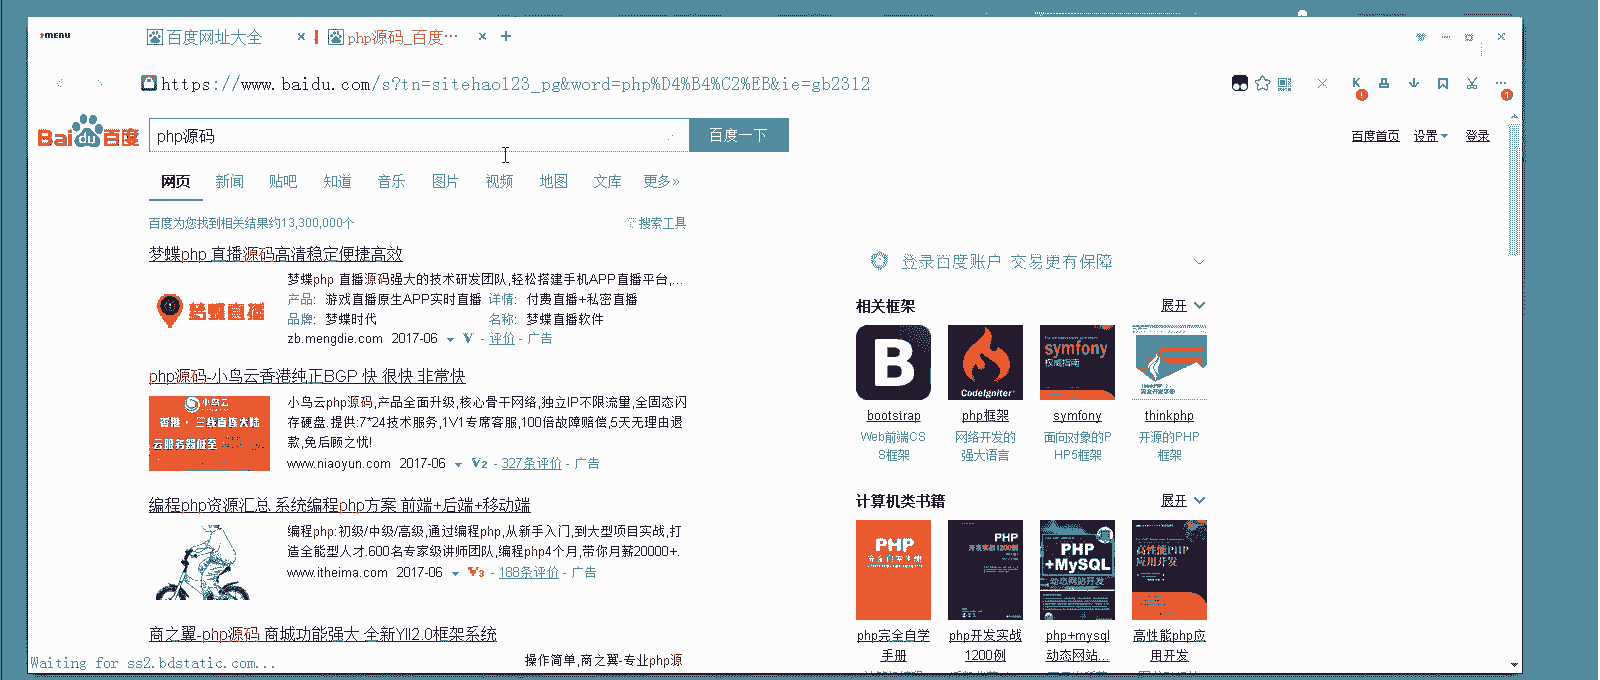 MENU
百度网址大全
php源码_百度…
https://www.baidu.com/s?tn=sitehao123_pg&word=php%D4%B4%C2%EB&ie=gb2312
Baidu百度
php源码
百度一下
百度首页 设置 登录
网页 新闻 贴吧 知道 音乐 图片 视频 地图 文库 更多»
百度为您找到相关结果约13,300,000个
搜索工具
梦蝶php 直播源码高清稳定便捷高效
梦蝶直播
梦蝶php 直播源码强大的技术研发团队,轻松搭建手机APP直播平台,...
产品: 游戏直播原生APP实时直播 详情: 付费直播+私密直播
品牌: 梦蝶时代 名称: 梦蝶直播软件
zb.mengdie.com 2017-06 V - 评价 - 广告
php源码-小鸟云香港纯正BGP 快 很快 非常快
小鸟云
香港·三线直连大陆
云服务器低至
小鸟云php源码,产品全面升级,核心骨干网络,独立IP不限流量,全固态闪
存硬盘.提供:7*24技术服务,1V1专席客服,100倍故障赔偿,5天无理由退
款,免后顾之忧!
www.niaoyun.com 2017-06 V2 - 327条评价 - 广告
编程php资源汇总 系统编程php方案 前端+后端+移动端
编程php:初级/中级/高级,通过编程php,从新手入门,到大型项目实战,打
造全能型人才.600名专家级讲师团队,编程php4个月,带你月薪20000+.
www.itheima.com 2017-06 V3 - 188条评价 - 广告
商之翼-php源码 商城功能强大 全新YII2.0框架系统
操作简单,商之翼-专业php源
Waiting for ss2.bdstatic.com...
登录百度账户 交易更有保障
相关框架 展开
B
CodeIgniter
symfony
权威指南
bootstrap php框架 symfony thinkphp
Web前端CS 网络开发的 面向对象的P 开源的PHP
S框架 强大语言 HP5框架 框架
计算机类书籍 展开
PHP
完全自学手册
PHP
开发实战1200例
PHP
+MySQL
动态网站开发
高性能PHP
应用开发
php完全自学 php开发实战 php+mysql 高性能php应
手册 1200例 动态网站... 用开发